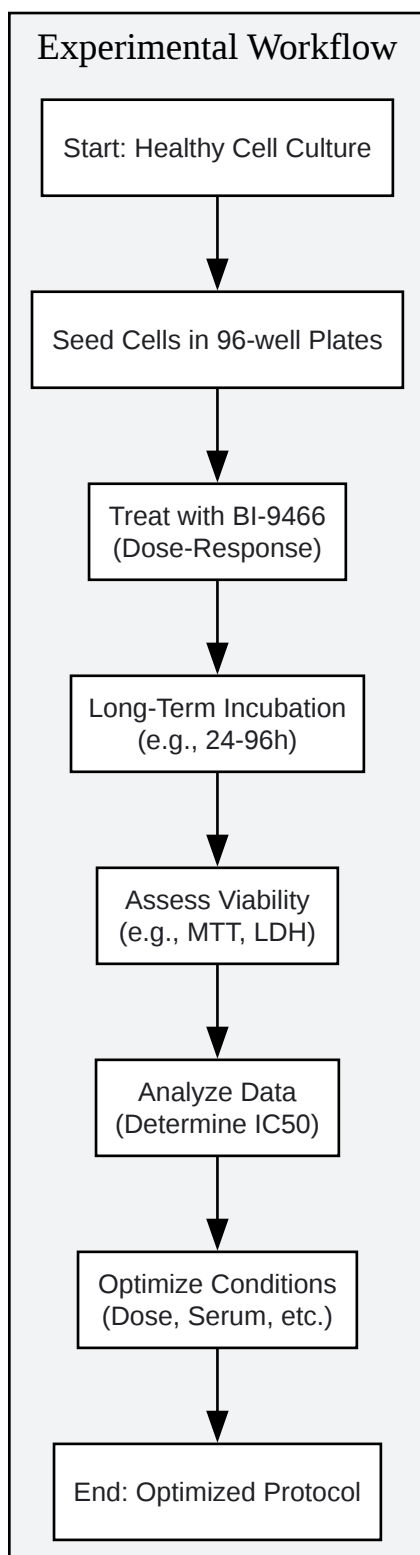 Experimental Workflow
Start: Healthy Cell Culture
Seed Cells in 96-well Plates
Treat with BI-9466
(Dose-Response)
Long-Term Incubation
(e.g., 24-96h)
Assess Viability
(e.g., MTT, LDH)
Analyze Data
(Determine IC50)
Optimize Conditions
(Dose, Serum, etc.)
End: Optimized Protocol